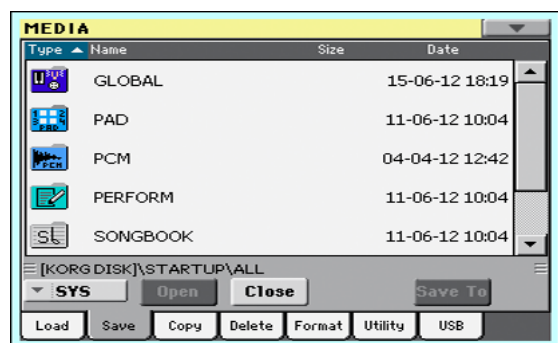 MEDIA
Type Name Size Date
GLOBAL 15-06-12 18:19
PAD 11-06-12 10:04
PCM 04-04-12 12:42
PERFORM 11-06-12 10:04
SONGBOOK 11-06-12 10:04
[KORG DISK]\STARTUP\ALL
SYS Open Close Save To
Load Save Copy Delete Format Utility USB